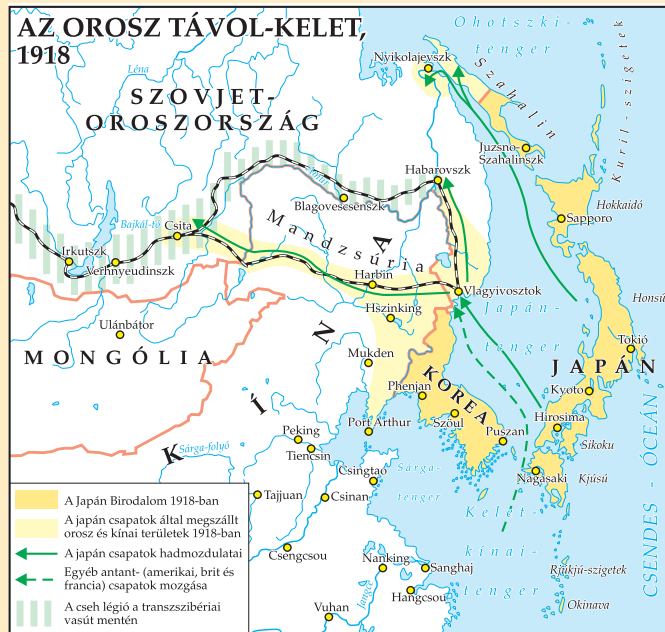 AZ OROSZ TÁVOL-KELET,
1918
Ohotszki-
tenger
Kuril-szigetek
Nyikolajevszk
Szahalin
Léna
SZOVJET-
OROSZORSZÁG
Juzsno-
Szahalinszk
Habarovszk
Amur
Blagovescsenszk
Hokkaidó
Szapporo
Bajkál-tó
Csita
Mandzsúria
Irkutszk
Verhnyeudinszk
Harbin
Vlagyivosztok
Honsú
Hszinking
Japán-
tenger
Ulánbátor
MONGÓLIA
Mukden
Tokió
JAPÁN
KOREA
Phenjan
Kyoto
KÍNA
Port Arthur
Szöul
Puszan
Hirosima
Sikoku
Peking
Tiencsin
Sárga-folyó
Csingtao
Sárga-
tenger
Nagasaki
Kjúsú
CSENDES - ÓCEÁN
Tajjuan
Csinan
Kelet-
kínai-
tenger
Csengcsou
Nanking
Sanghaj
Rjúkjú-szigetek
Hangcsou
Jangce
Vuhan
Okinava
A Japán Birodalom 1918-ban
A japán csapatok által megszállt
orosz és kínai területek 1918-ban
A japán csapatok hadmozdulatai
Egyéb antant- (amerikai, brit és
francia) csapatok mozgása
A cseh légió a transzszibériai
vasút mentén